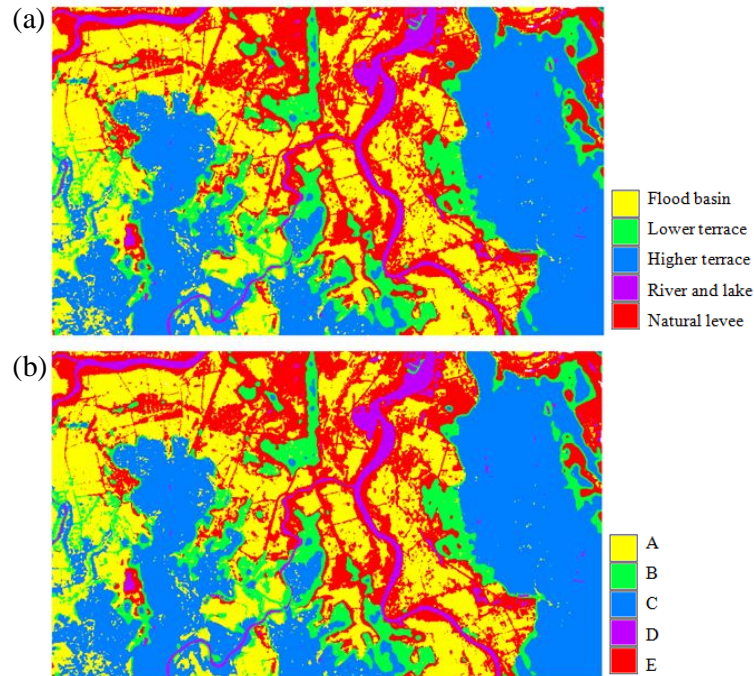 (a)
Flood basin
Lower terrace
Higher terrace
River and lake
Natural levee
(b)
A
B
C
D
E